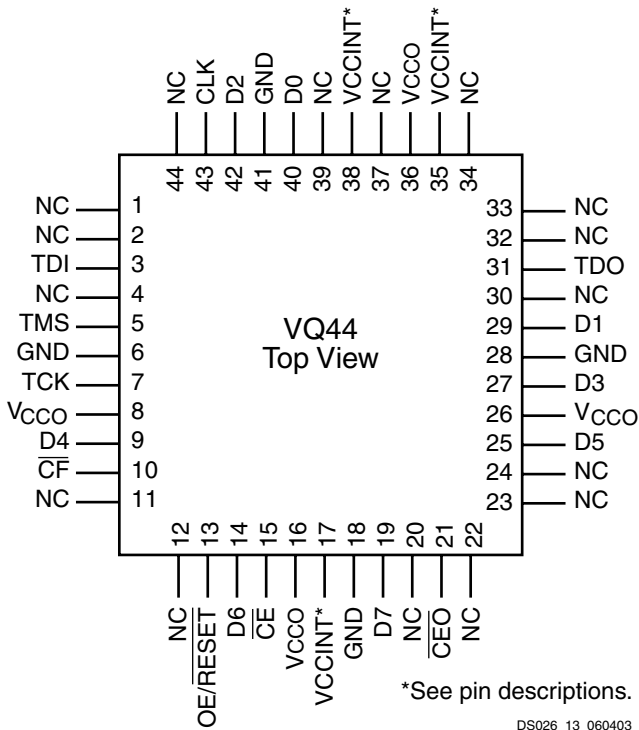 NC CLK D2 GND D0 NC VCCINT* NC VCCO VCCINT* NC
44 43 42 41 40 39 38 37 36 35 34
NC 1
NC 2
TDI 3
NC 4
TMS 5
GND 6
TCK 7
VCCO 8
D4 9
CF 10
NC 11
33 NC
32 NC
31 TDO
30 NC
29 D1
28 GND
27 D3
26 VCCO
25 D5
24 NC
23 NC
VQ44
Top View
12 13 14 15 16 17 18 19 20 21 22
NC OE/RESET D6 CE VCCO VCCINT* GND D7 NC CEO NC
*See pin descriptions.
DS026_13_060403